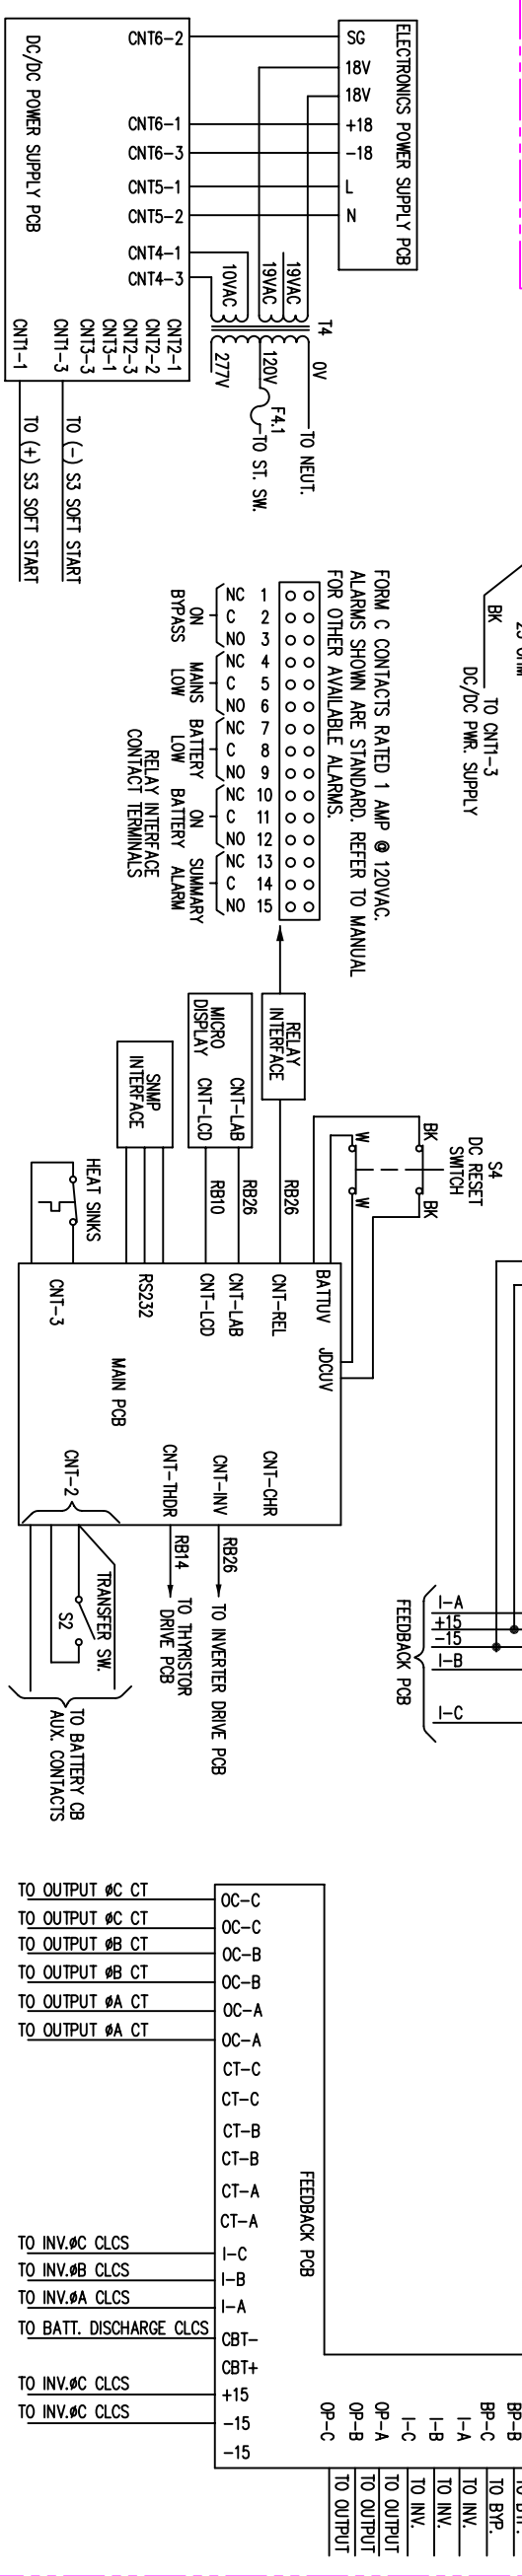 ELECTRONICS POWER SUPPLY PCB
SG
18V
18V
+18
-18
L
N
DC/DC POWER SUPPLY PCB
CNT6-2
CNT6-1
CNT6-3
CNT5-1
CNT5-2
CNT4-1
CNT4-3
CNT2-1
CNT2-2
CNT2-3
CNT3-1
CNT3-3
CNT1-3
CNT1-1
19VAC
19VAC
10VAC
T4
0V
120V
277V
F4.1
TO NEUT.
TO ST. SW.
TO (-) S3 SOFT START
TO (+) S3 SOFT START
BK
TO CNT1-3
DC/DC PWR. SUPPLY
FORM C CONTACTS RATED 1 AMP @ 120VAC.
ALARMS SHOWN ARE STANDARD. REFER TO MANUAL
FOR OTHER AVAILABLE ALARMS.
NC 1
C 2
NO 3
NC 4
C 5
NO 6
NC 7
C 8
NO 9
NC 10
C 11
NO 12
NC 13
C 14
NO 15
ON
BYPASS
MAINS
LOW
BATTERY
LOW
ON
BATTERY
SUMMARY
ALARM
RELAY INTERFACE
CONTACT TERMINALS
RELAY
INTERFACE
RB26
MICRO
DISPLAY
CNT-LAB
CNT-LCD
RB26
RB10
SNMP
INTERFACE
HEAT SINKS
S4
DC RESET
SWITCH
BK
BK
W
W
BATTUV
JDCUV
CNT-REL
CNT-LAB
CNT-LCD
RS232
CNT-3
MAIN PCB
CNT-CHR
CNT-INV
CNT-THDR
CNT-2
RB26
TO INVERTER DRIVE PCB
RB14
TO THYRISTOR
DRIVE PCB
TRANSFER SW.
S2
TO BATTERY CB
AUX. CONTACTS
I-A
+15
-15
I-B
I-C
FEEDBACK PCB
TO OUTPUT øC CT
TO OUTPUT øC CT
TO OUTPUT øB CT
TO OUTPUT øB CT
TO OUTPUT øA CT
TO OUTPUT øA CT
TO INV.øC CLCS
TO INV.øB CLCS
TO INV.øA CLCS
TO BATT. DISCHARGE CLCS
TO INV.øC CLCS
TO INV.øC CLCS
OC-C
OC-C
OC-B
OC-B
OC-A
OC-A
CT-C
CT-C
CT-B
CT-B
CT-A
CT-A
I-C
I-B
I-A
CBT-
CBT+
+15
-15
-15
FEEDBACK PCB
BP-B
BP-C
I-A
I-B
I-C
OP-A
OP-B
OP-C
TO BYP.
TO INV.
TO INV.
TO INV.
TO OUTPUT
TO OUTPUT
TO OUTPUT